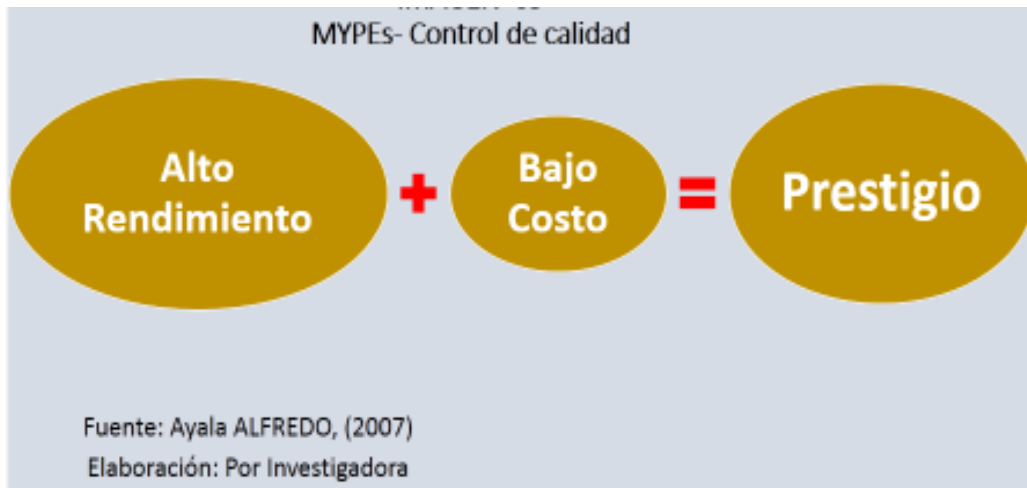 MYPEs- Control de calidad
Alto
Rendimiento
+
Bajo
Costo
=
Prestigio
Fuente: Ayala ALFREDO, (2007)
Elaboración: Por Investigadora